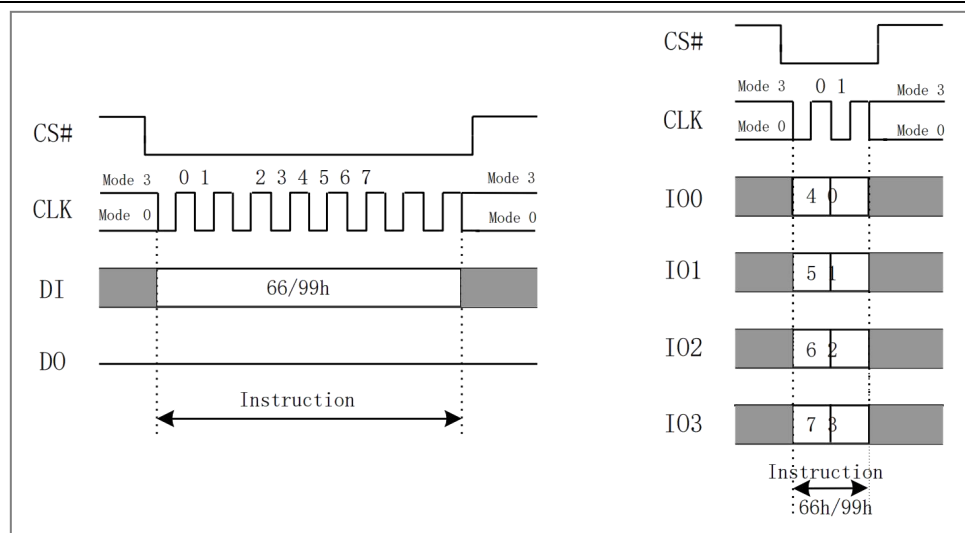 CS#
Mode 3 0 1 2 3 4 5 6 7 Mode 3
CLK
Mode 0 Mode 0
DI 66/99h
DO
Instruction
CS#
Mode 3 0 1 Mode 3
CLK
Mode 0 Mode 0
IO0 4 0
IO1 5 1
IO2 6 2
IO3 7 3
Instruction
66h/99h